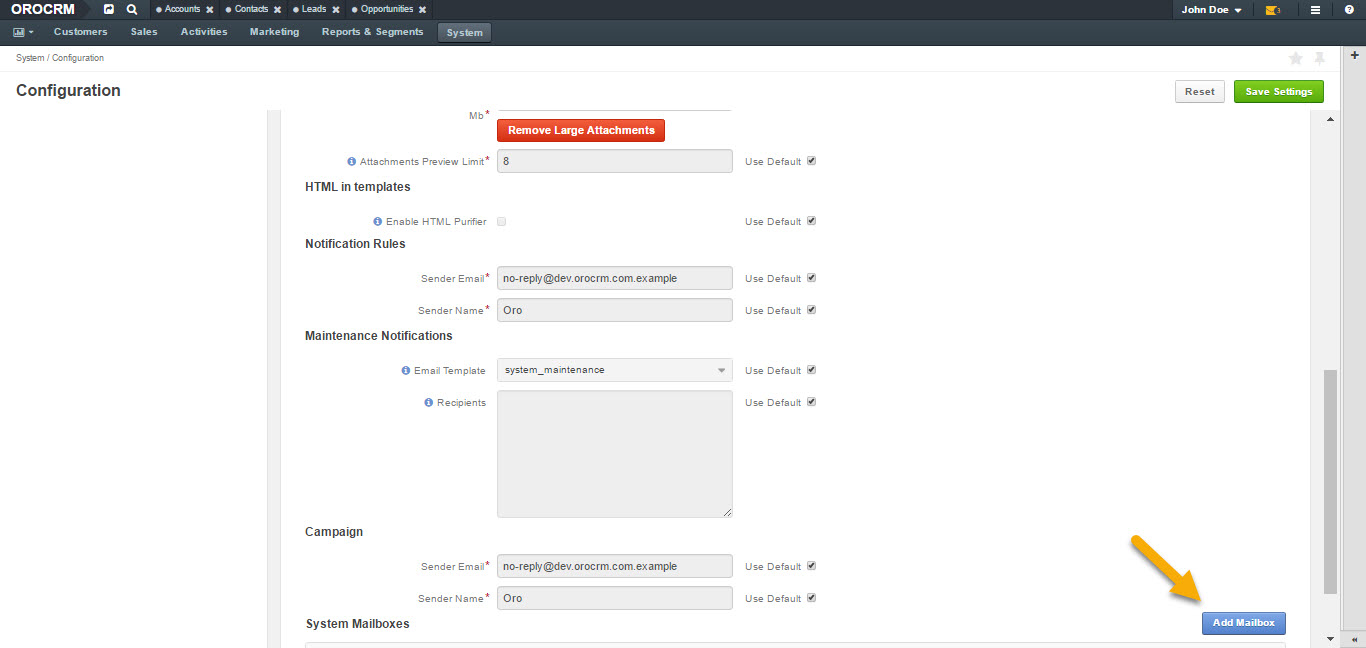 OROCRM Accounts Contacts Leads Opportunities John Doe
Customers Sales Activities Marketing Reports & Segments System
System / Configuration
Configuration Reset Save Settings
Mb*
Remove Large Attachments
Attachments Preview Limit* 8 Use Default
HTML in templates
Enable HTML Purifier Use Default
Notification Rules
Sender Email* no-reply@dev.orocrm.com.example Use Default
Sender Name* Oro Use Default
Maintenance Notifications
Email Template system_maintenance Use Default
Recipients Use Default
Campaign
Sender Email* no-reply@dev.orocrm.com.example Use Default
Sender Name* Oro Use Default
System Mailboxes Add Mailbox